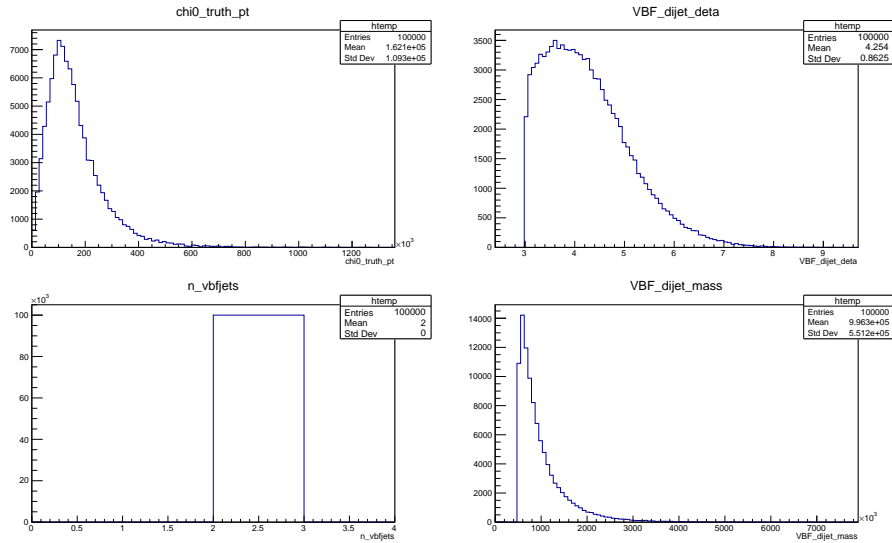 chi0_truth_pt
htemp
Entries 100000
Mean 1.621e+05
Std Dev 1.093e+05
7000
6000
5000
4000
3000
2000
1000
0
0 200 400 600 800 1000 1200
×10³
chi0_truth_pt
VBF_dijet_deta
htemp
Entries 100000
Mean 4.254
Std Dev 0.8625
3500
3000
2500
2000
1500
1000
500
0
3 4 5 6 7 8 9
VBF_dijet_deta
n_vbfjets
×10³
htemp
Entries 100000
Mean 2
Std Dev 0
100
80
60
40
20
0
0 0.5 1 1.5 2 2.5 3 3.5 4
n_vbfjets
VBF_dijet_mass
htemp
Entries 100000
Mean 9.963e+05
Std Dev 5.512e+05
14000
12000
10000
8000
6000
4000
2000
0
0 1000 2000 3000 4000 5000 6000 7000
×10³
VBF_dijet_mass